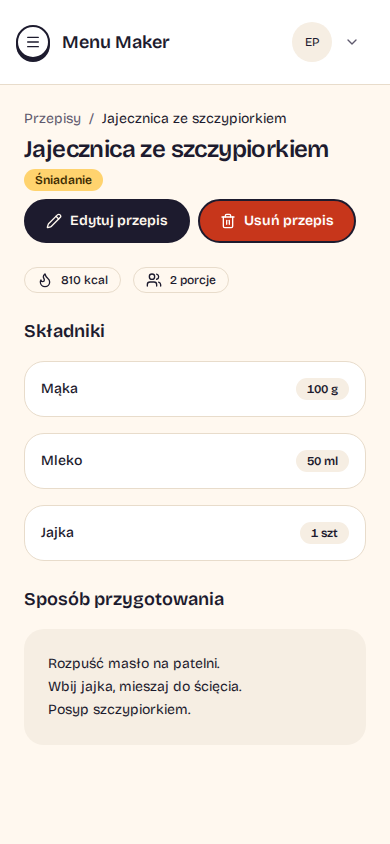 Menu Maker
EP
Przepisy / Jajecznica ze szczypiorkiem
Jajecznica ze szczypiorkiem
Śniadanie
Edytuj przepis
Usuń przepis
810 kcal
2 porcje
Składniki
Mąka
100 g
Mleko
50 ml
Jajka
1 szt
Sposób przygotowania
Rozpuść masło na patelni.
Wbij jajka, mieszaj do ścięcia.
Posyp szczypiorkiem.